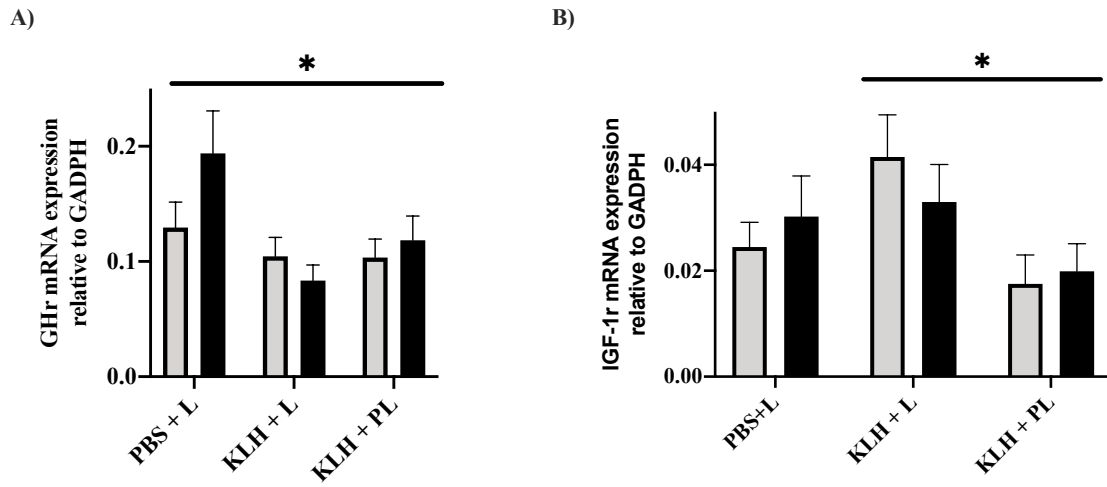 A)
*
GHr mRNA expression
relative to GADPH
0.2
0.1
0.0
PBS + L
KLH + L
KLH + PL
B)
*
IGF-1r mRNA expression
relative to GADPH
0.04
0.02
0.00
PBS+L
KLH + L
KLH + PL